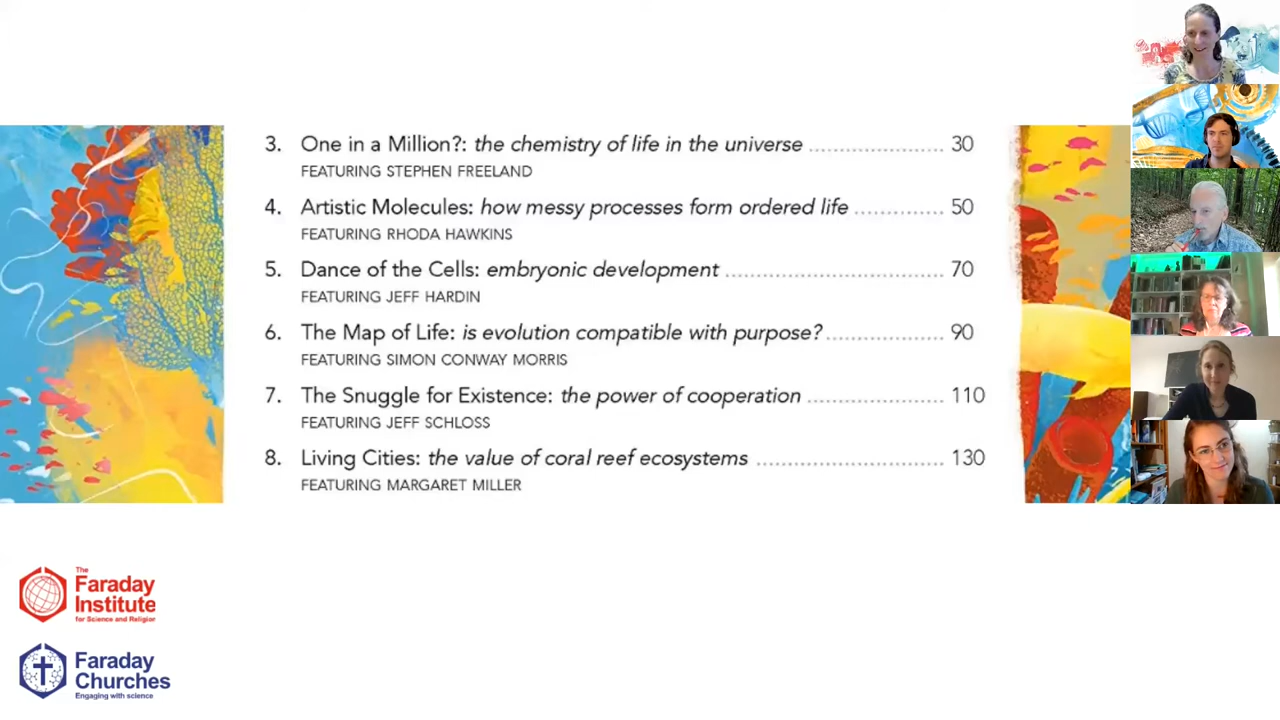 3. One in a Million?: the chemistry of life in the universe ........................ 30
FEATURING STEPHEN FREELAND
4. Artistic Molecules: how messy processes form ordered life ................ 50
FEATURING RHODA HAWKINS
5. Dance of the Cells: embryonic development ....................................... 70
FEATURING JEFF HARDIN
6. The Map of Life: is evolution compatible with purpose? ..................... 90
FEATURING SIMON CONWAY MORRIS
7. The Snuggle for Existence: the power of cooperation ........................ 110
FEATURING JEFF SCHLOSS
8. Living Cities: the value of coral reef ecosystems ................................. 130
FEATURING MARGARET MILLER
The
Faraday
Institute
for Science and Religion
Faraday
Churches
Engaging with science